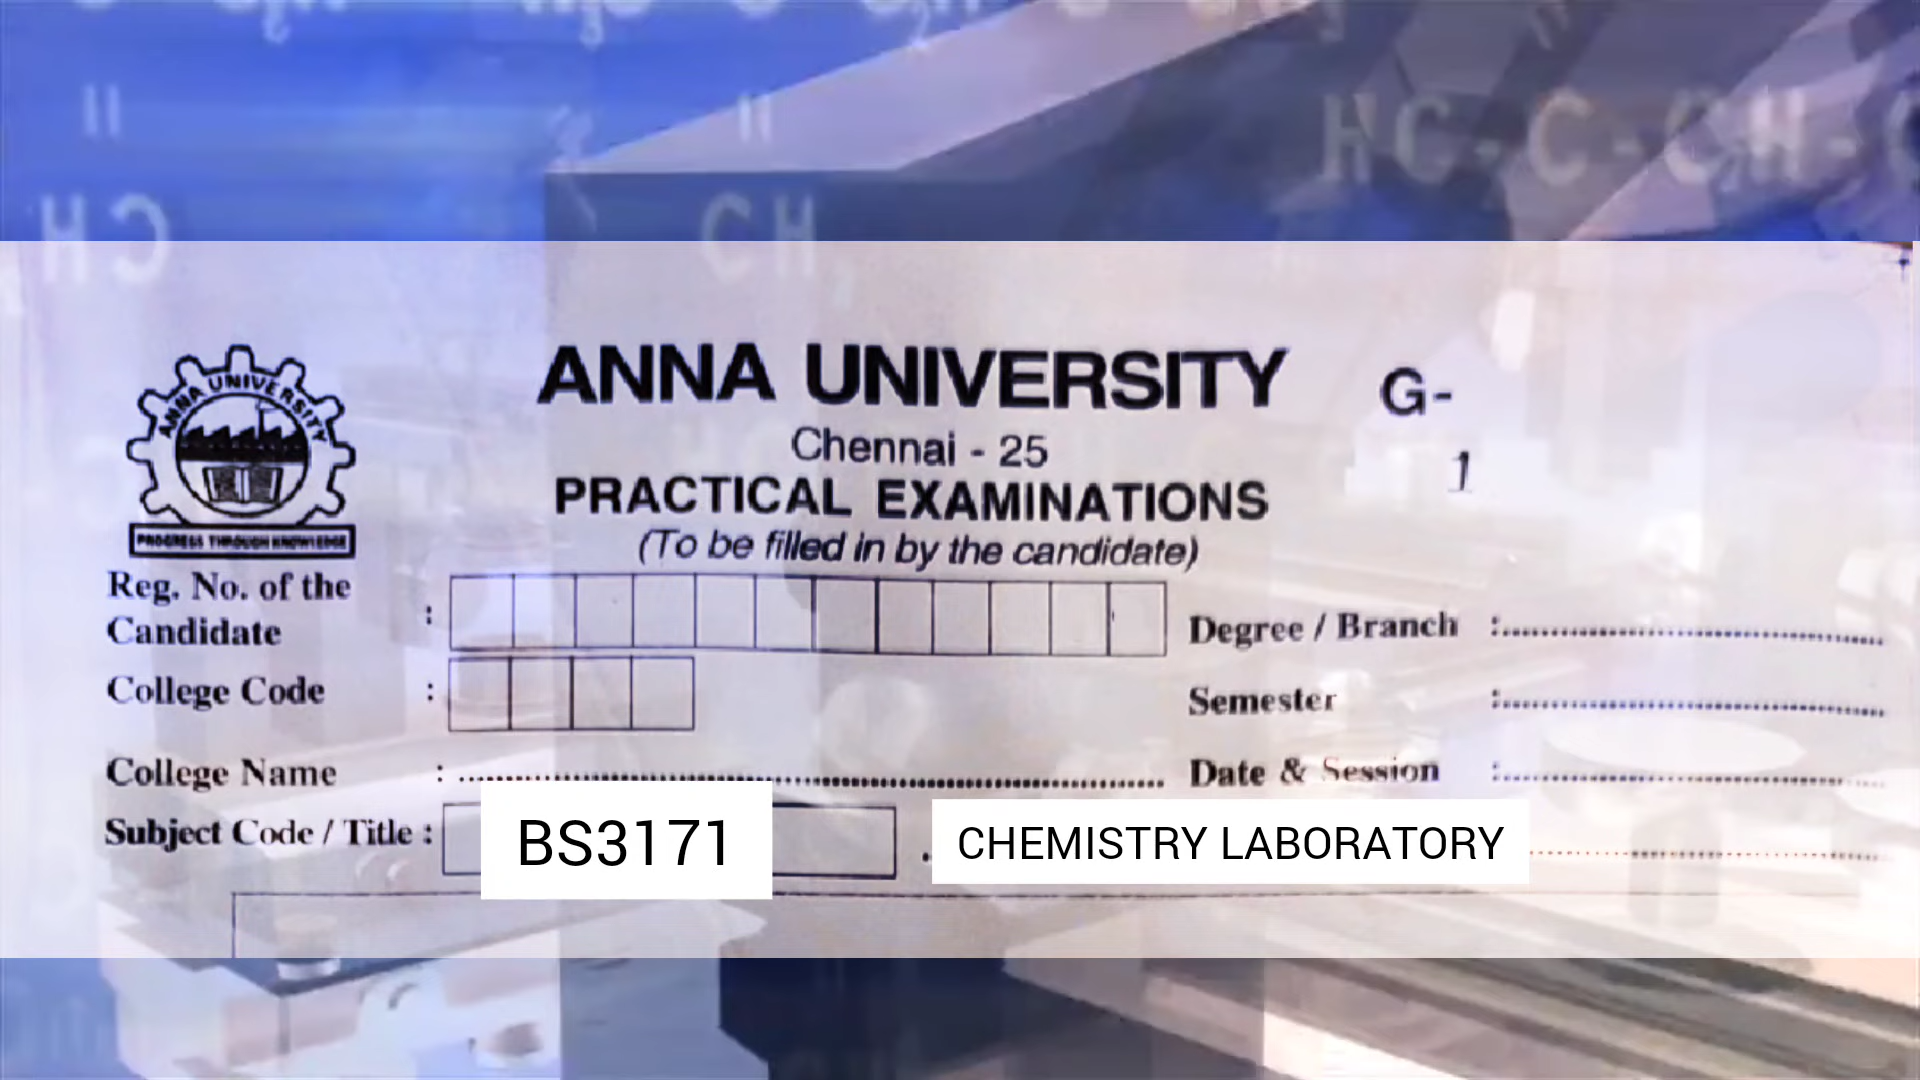 HC-C-CH-C
CH
ANNA UNIVERSITY
G-
Chennai - 25
1
PRACTICAL EXAMINATIONS
(To be filled in by the candidate)
ANNA UNIVERSITY
PROGRESS THROUGH KNOWLEDGE
Reg. No. of the
Candidate :
Degree / Branch :
College Code :
Semester :
College Name :
Date & Session :
Subject Code / Title : BS3171 CHEMISTRY LABORATORY